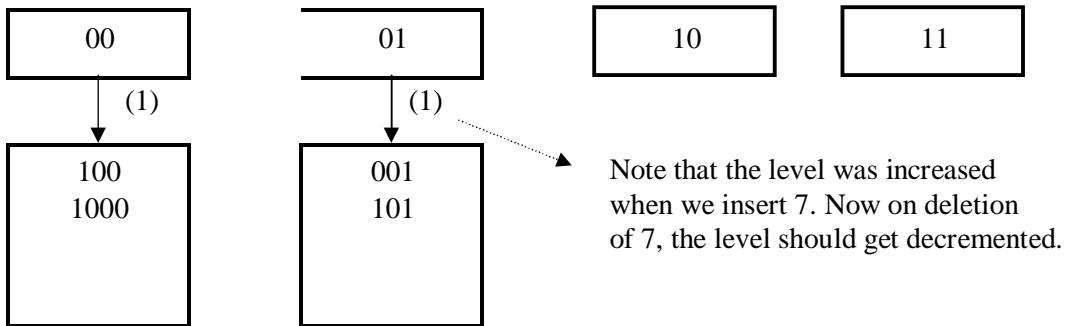 00 01 10 11
(1) (1)
100 001 Note that the level was increased
1000 101 when we insert 7. Now on deletion
of 7, the level should get decremented.